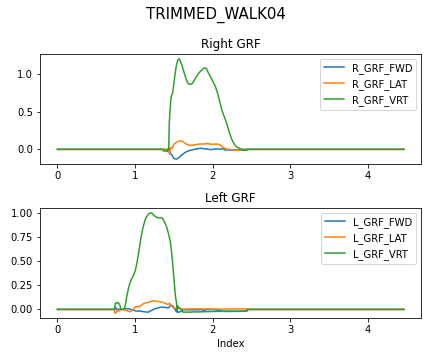 TRIMMED_WALK04
Right GRF
R_GRF_FWD
R_GRF_LAT
R_GRF_VRT
1.0
0.5
0.0
0 1 2 3 4
Left GRF
L_GRF_FWD
L_GRF_LAT
L_GRF_VRT
1.00
0.75
0.50
0.25
0.00
0 1 2 3 4
Index